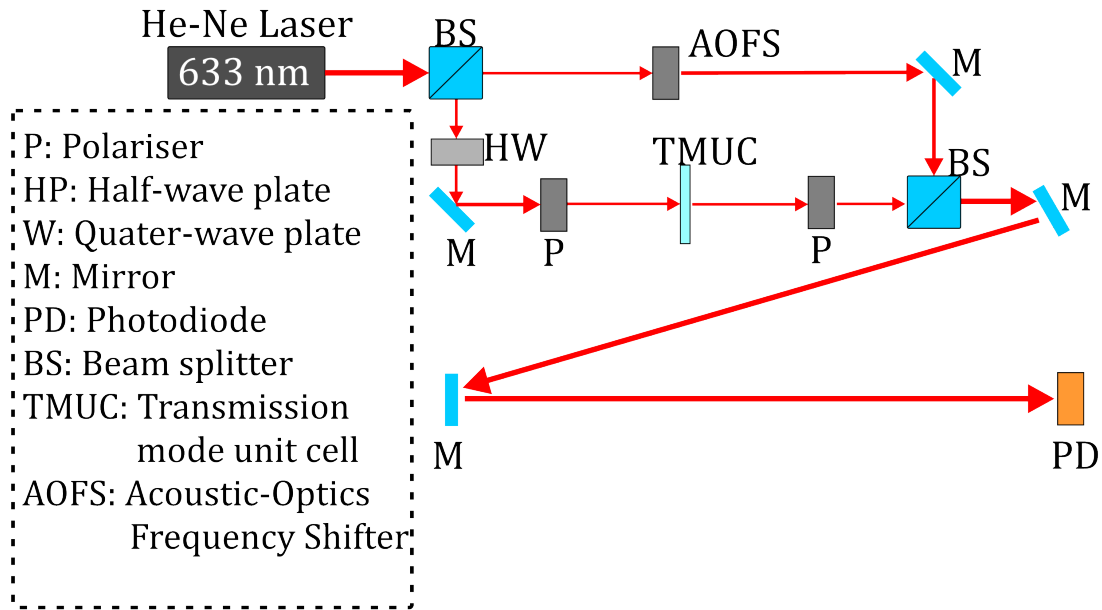 He-Ne Laser
633 nm
BS
AOFS
M
HW
TMUC
BS
M
M
P
P
P: Polariser
HP: Half-wave plate
W: Quater-wave plate
M: Mirror
PD: Photodiode
BS: Beam splitter
TMUC: Transmission
mode unit cell
AOFS: Acoustic-Optics
Frequency Shifter
M
PD